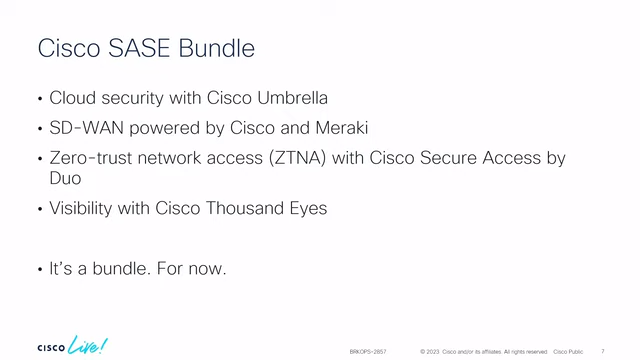 Cisco SASE Bundle
• Cloud security with Cisco Umbrella
• SD-WAN powered by Cisco and Meraki
• Zero-trust network access (ZTNA) with Cisco Secure Access by
Duo
• Visibility with Cisco Thousand Eyes
• It's a bundle. For now.
CISCO Live! BRKOPS-2857 © 2023 Cisco and/or its affiliates. All rights reserved. Cisco Public 7